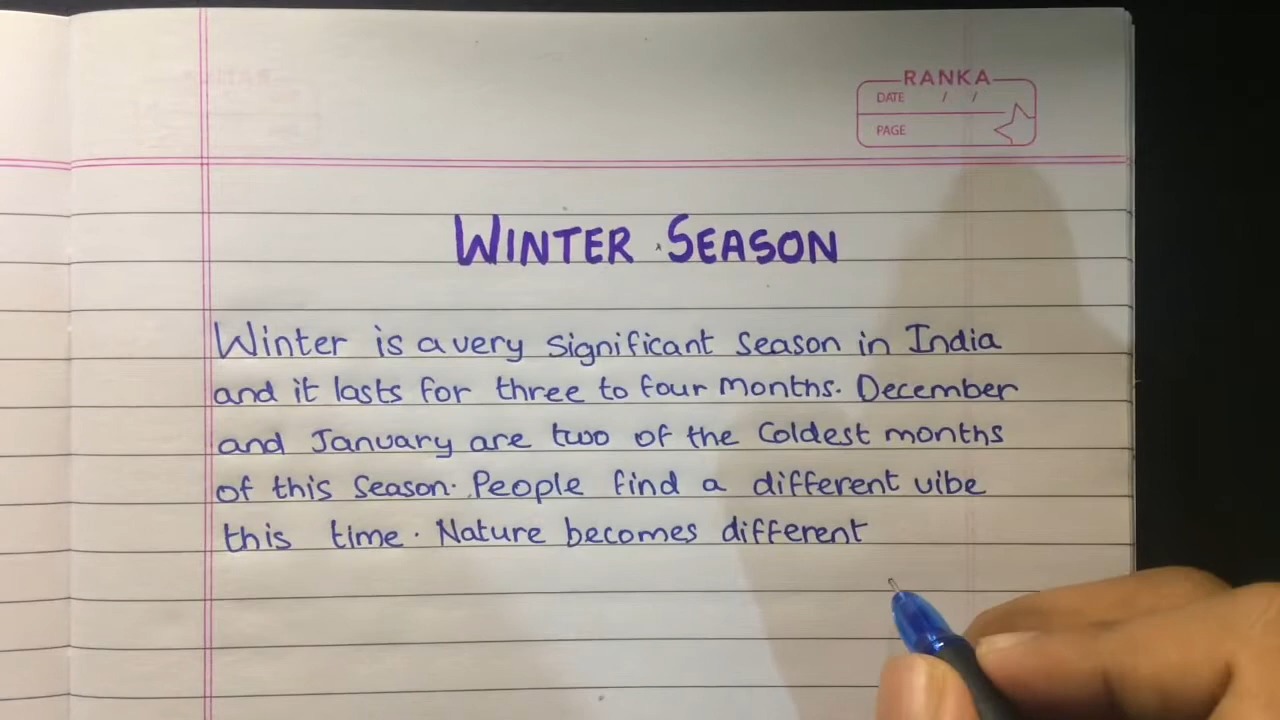 RANKA
DATE / /
PAGE
WINTER SEASON
Winter is a very significant season in India
and it lasts for three to four months. December
and January are two of the coldest months
of this season. People find a different vibe
this time. Nature becomes different